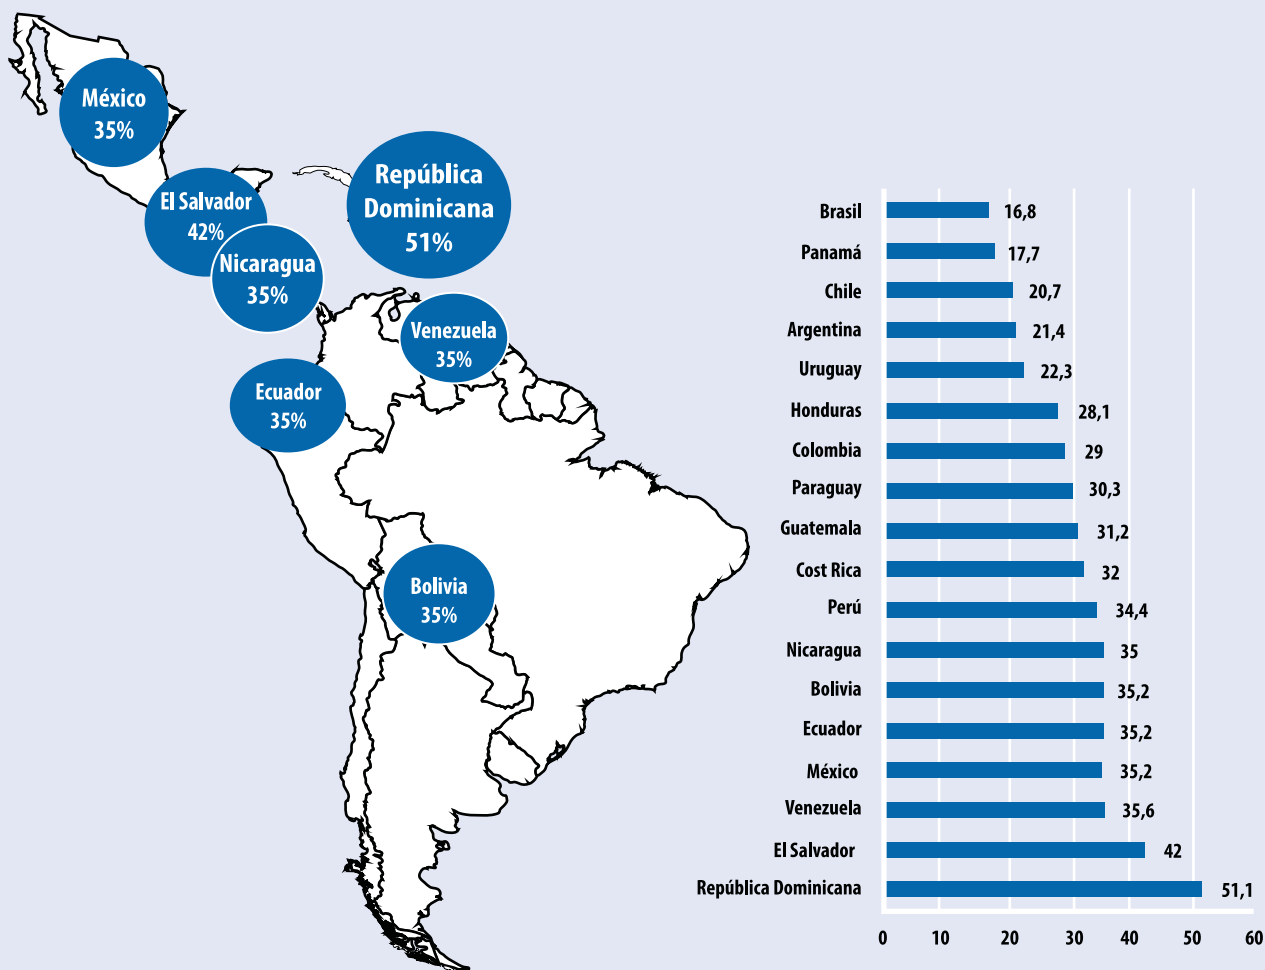 México
35%
El Salvador
42%
Nicaragua
35%
República
Dominicana
51%
Venezuela
35%
Ecuador
35%
Bolivia
35%
Brasil 16,8
Panamá 17,7
Chile 20,7
Argentina 21,4
Uruguay 22,3
Honduras 28,1
Colombia 29
Paraguay 30,3
Guatemala 31,2
Cost Rica 32
Perú 34,4
Nicaragua 35
Bolivia 35,2
Ecuador 35,2
México 35,2
Venezuela 35,6
El Salvador 42
República Dominicana 51,1
0 10 20 30 40 50 60